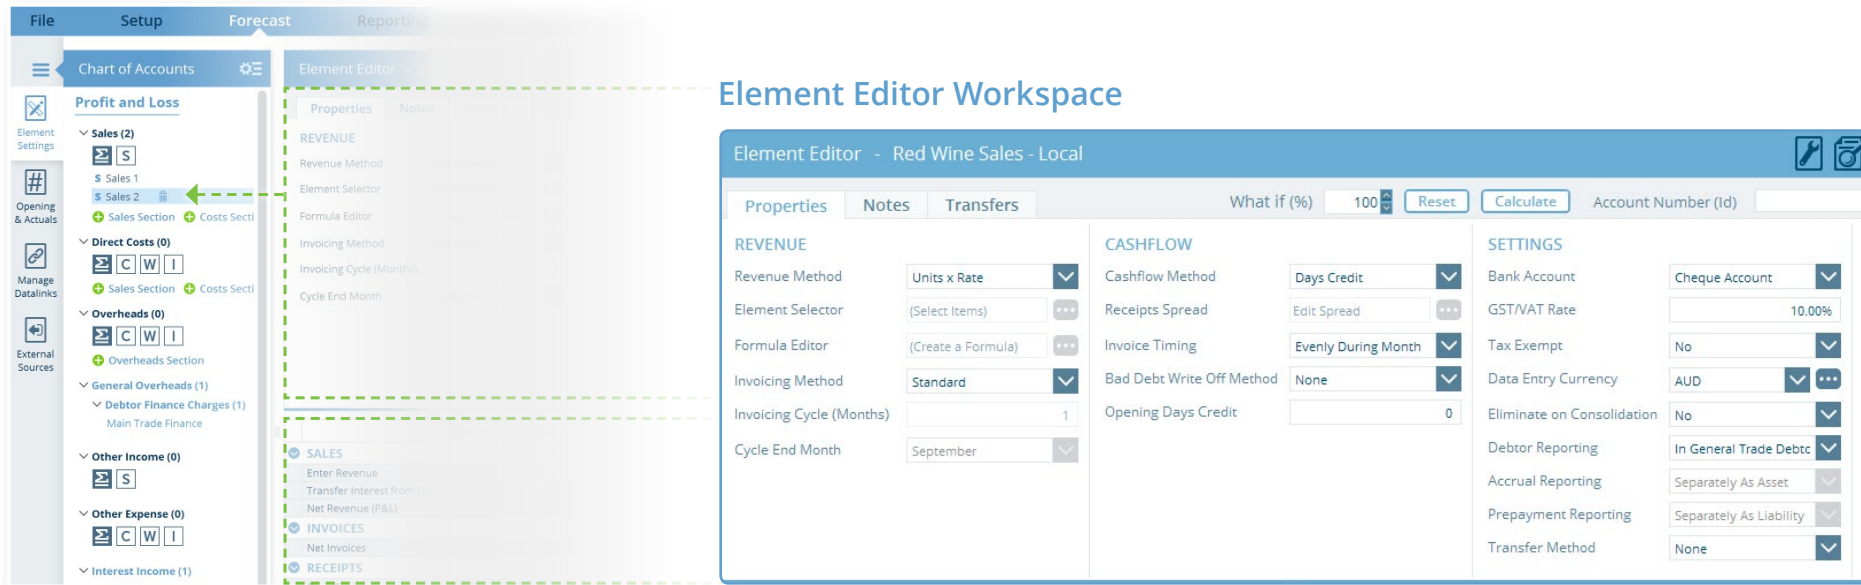 File Setup Forecast Reporting
Chart of Accounts
Element Editor
Profit and Loss
Element Settings
Opening & Actuals
Manage Datalinks
External Sources
Sales (2)
Σ S
$ Sales 1
$ Sales 2
Sales Section Costs Secti
Direct Costs (0)
Σ C W I
Sales Section Costs Secti
Overheads (0)
Σ C W I
Overheads Section
General Overheads (1)
Debtor Finance Charges (1)
Main Trade Finance
Other Income (0)
Σ S
Other Expense (0)
Σ C W I
Interest Income (1)
Properties Notes
REVENUE
Revenue Method
Element Selector
Formula Editor
Invoicing Method
Invoicing Cycle (Months)
Cycle End Month
SALES
Enter Revenue
Transfer Interest from
Net Revenue (P&L)
INVOICES
Net Invoices
RECEIPTS
Element Editor Workspace
Element Editor - Red Wine Sales - Local
Properties Notes Transfers What if (%) 100 Reset Calculate Account Number (Id)
REVENUE
Revenue Method Units x Rate
Element Selector (Select Items)
Formula Editor (Create a Formula)
Invoicing Method Standard
Invoicing Cycle (Months) 1
Cycle End Month September
CASHFLOW
Cashflow Method Days Credit
Receipts Spread Edit Spread
Invoice Timing Evenly During Month
Bad Debt Write Off Method None
Opening Days Credit 0
SETTINGS
Bank Account Cheque Account
GST/VAT Rate 10.00%
Tax Exempt No
Data Entry Currency AUD
Eliminate on Consolidation No
Debtor Reporting In General Trade Debtc
Accrual Reporting Separately As Asset
Prepayment Reporting Separately As Liability
Transfer Method None